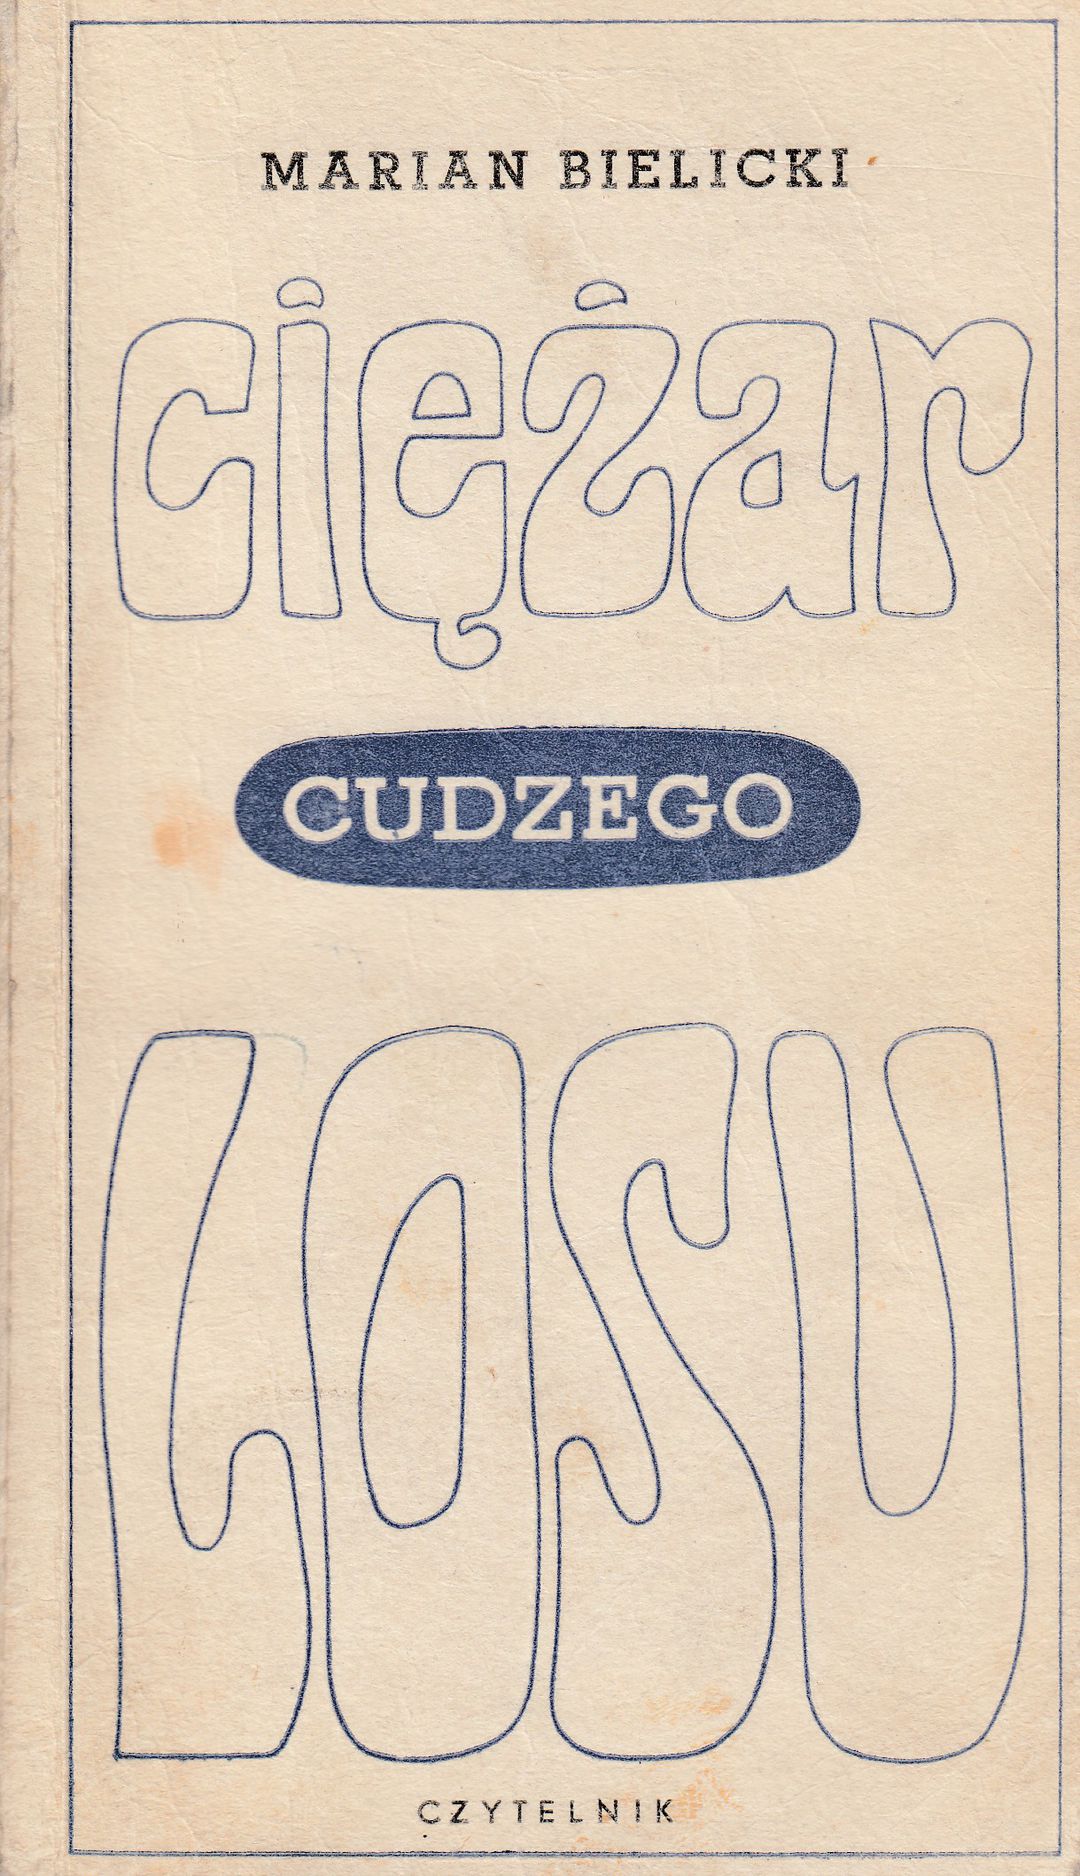 MARIAN BIELICKI
ciężar
CUDZEGO
LOSU
CZYTELNIK